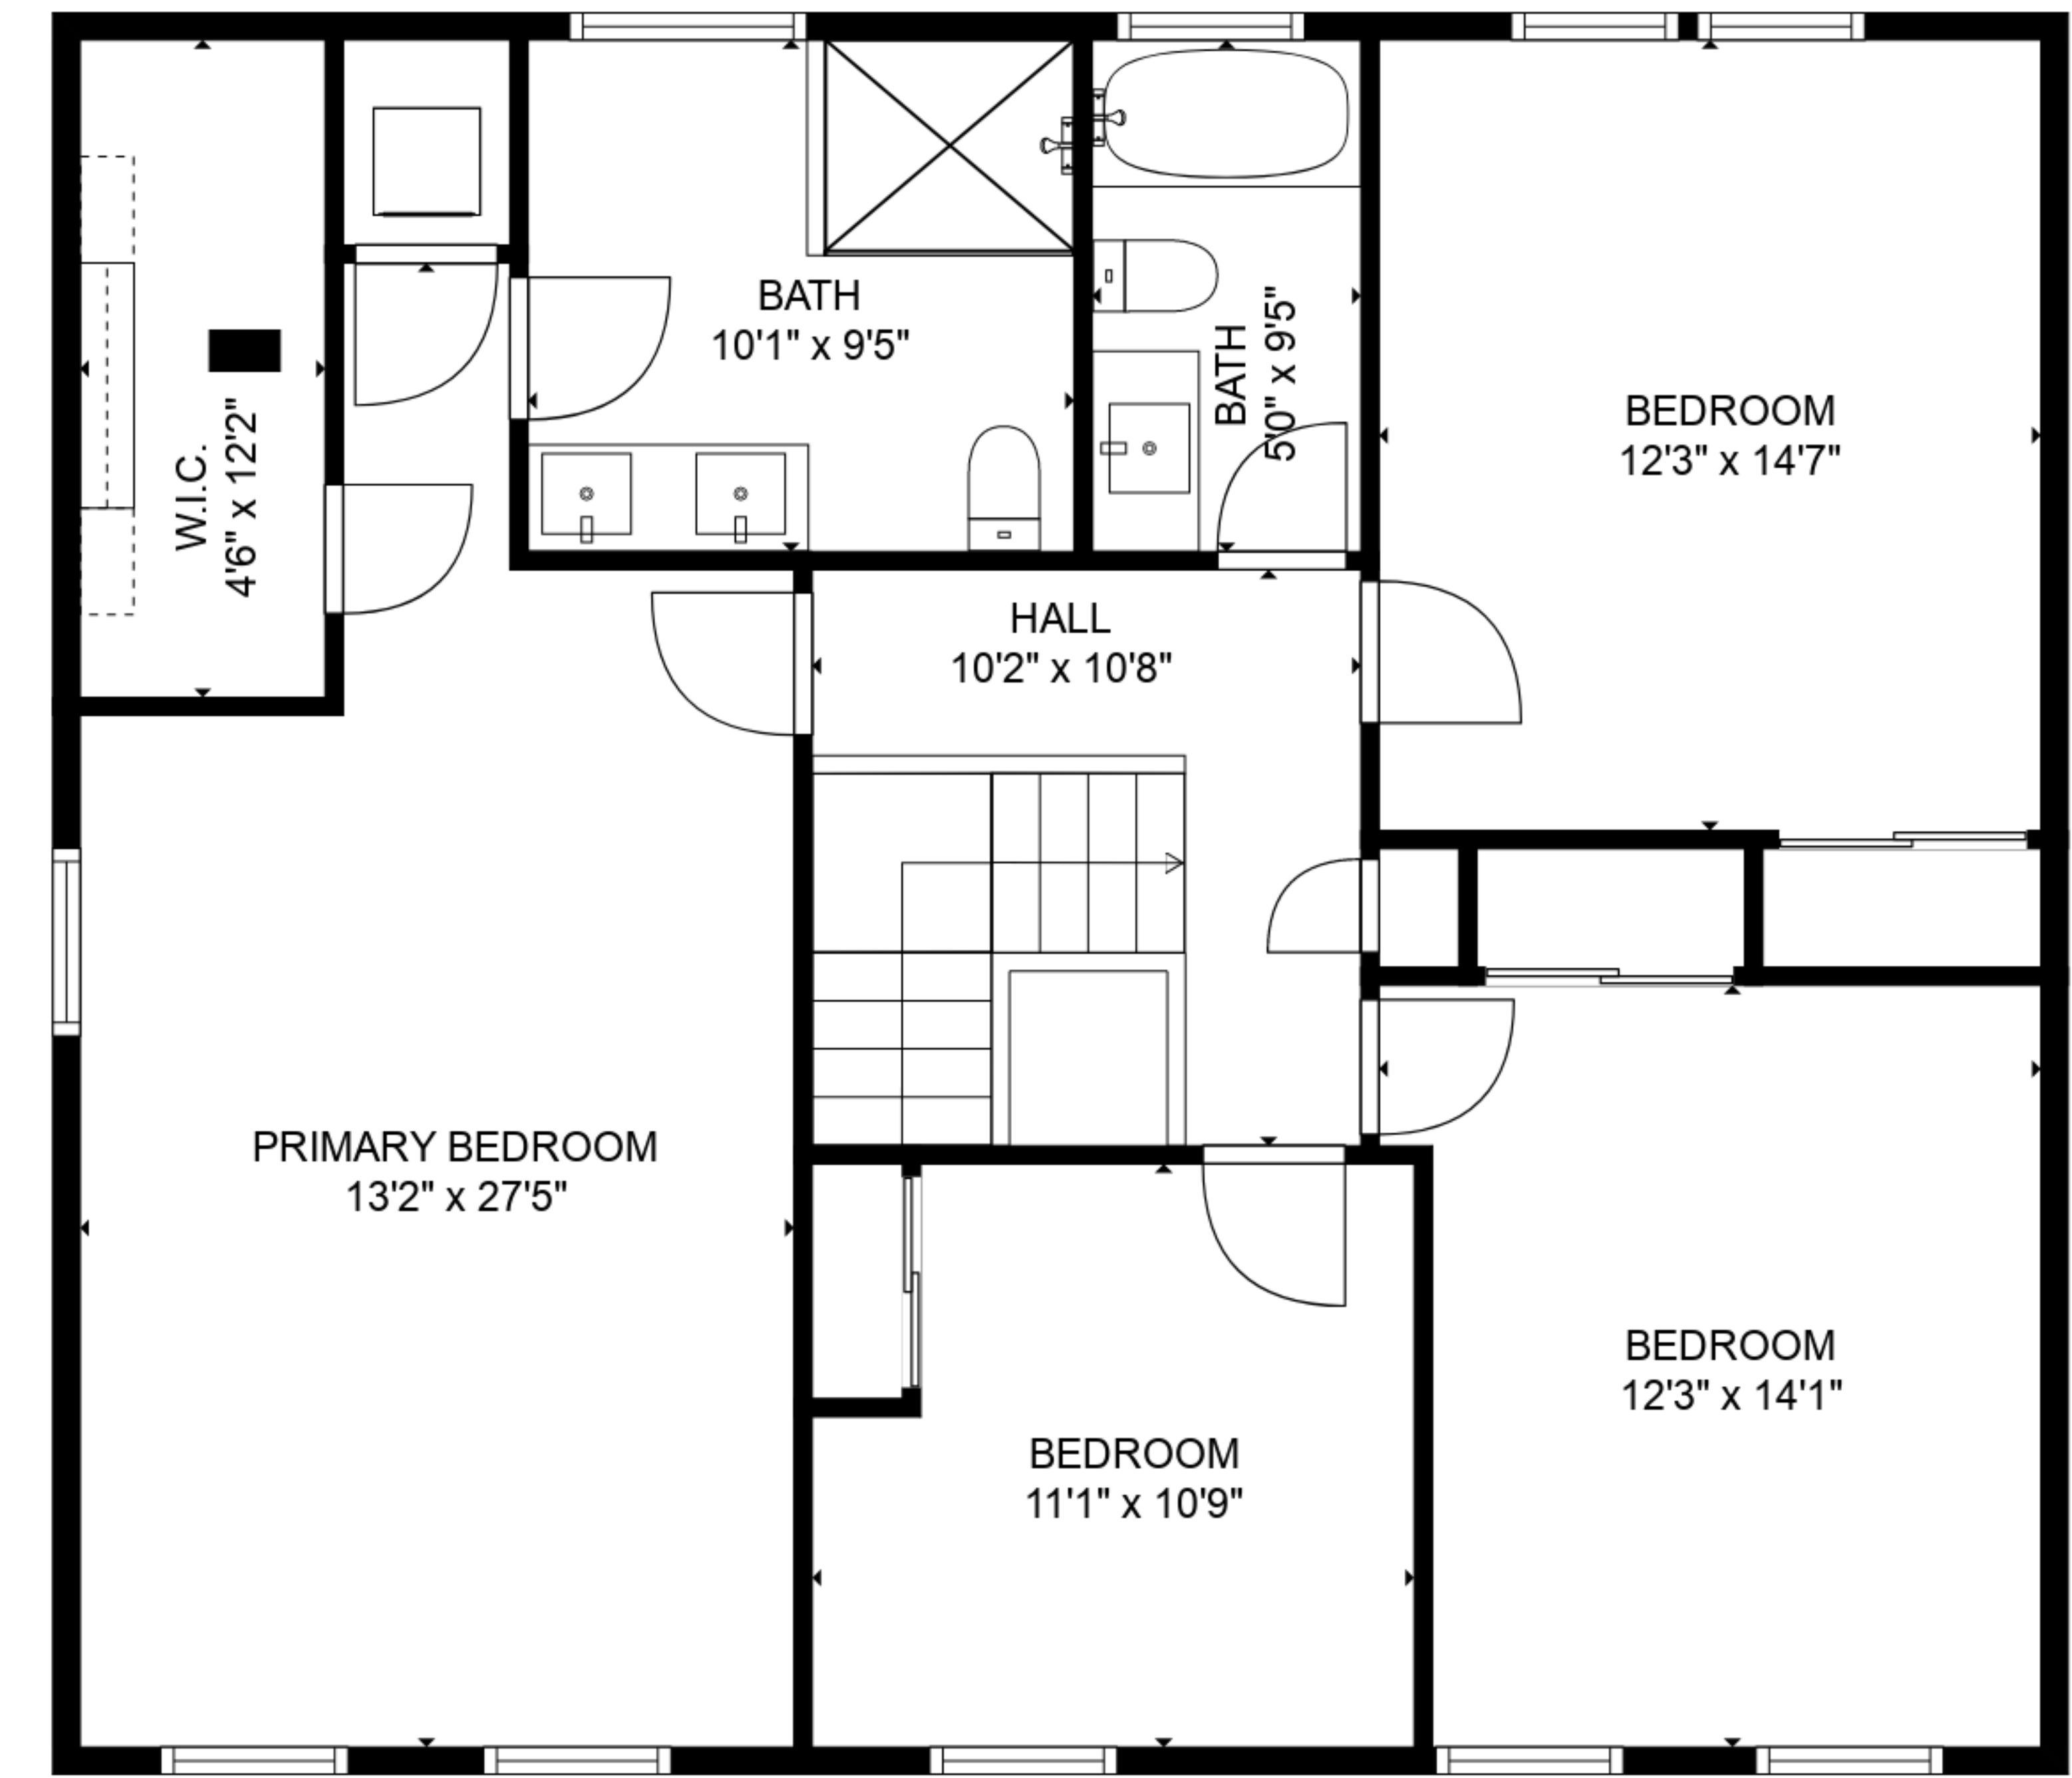 BATH
10'1" x 9'5"
BATH
5'0" x 9'5"
BEDROOM
12'3" x 14'7"
W.I.C.
4'6" x 12'2"
HALL
10'2" x 10'8"
PRIMARY BEDROOM
13'2" x 27'5"
BEDROOM
12'3" x 14'1"
BEDROOM
11'1" x 10'9"